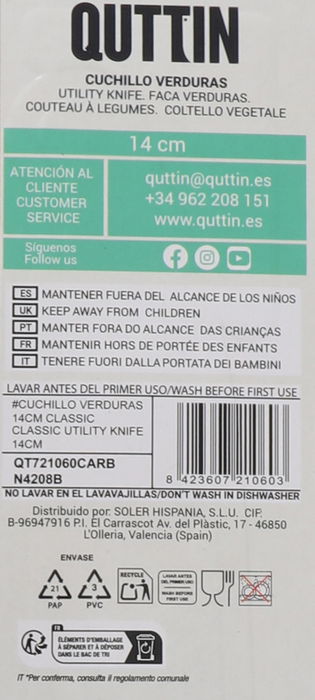 QUTTIN
CUCHILLO VERDURAS
UTILITY KNIFE. FACA VERDURAS.
COUTEAU À LEGUMES. COLTELLO VEGETALE
14 cm
ATENCIÓN AL
CLIENTE
CUSTOMER
SERVICE
quttin@quttin.es
+34 962 208 151
www.quttin.es
Síguenos
Follow us
ES MANTENER FUERA DEL ALCANCE DE LOS NIÑOS
UK KEEP AWAY FROM CHILDREN
PT MANTER FORA DO ALCANCE DAS CRIANÇAS
FR MANTENIR HORS DE PORTÉE DES ENFANTS
IT TENERE FUORI DALLA PORTATA DEI BAMBINI
LAVAR ANTES DEL PRIMER USO/WASH BEFORE FIRST USE
#CUCHILLO VERDURAS
14CM CLASSIC
CLASSIC UTILITY KNIFE
14CM
QT721060CARB
N4208B
8 423607 210603
NO LAVAR EN EL LAVAVAJILLAS/DON'T WASH IN DISHWASHER
Distribuido por: SOLER HISPANIA, S.L.U. CIF.
B-96947916 P.I. El Carrascot Av. del Plàstic, 17 - 46850
L'Olleria, Valencia (Spain)
ENVASE
21
PAP
3
PVC
RECYCLE
LAVAR ANTES
DEL PRIMER USO
WASH BEFORE
FIRST USE
FR
ÉLÉMENTS D'EMBALLAGE
À SÉPARER ET À DÉPOSER
DANS LE BAC DE TRI
IT "Per conferma, consulta il regolamento comunale